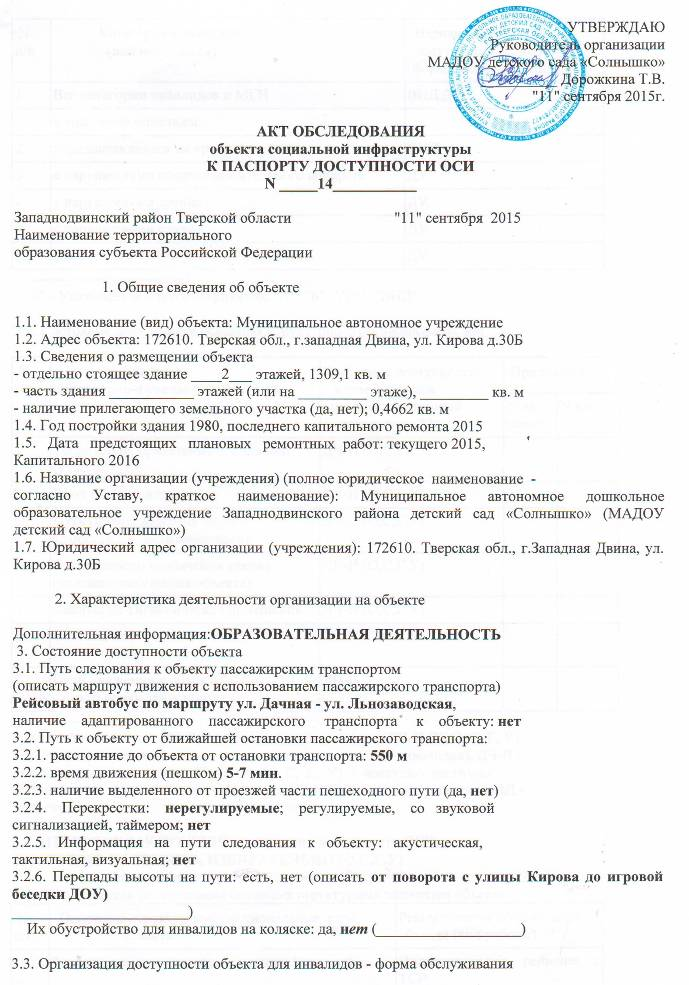 УТВЕРЖДАЮ
Руководитель организации
МАДОУ детского сада «Солнышко»
Дорожкина Т.В.
"11" сентября 2015г.
АКТ ОБСЛЕДОВАНИЯ
объекта социальной инфраструктуры
К ПАСПОРТУ ДОСТУПНОСТИ ОСИ
N _____14___________
Западнодвинский район Тверской области "11" сентября 2015
Наименование территориального
образования субъекта Российской Федерации
1. Общие сведения об объекте
1.1. Наименование (вид) объекта: Муниципальное автономное учреждение
1.2. Адрес объекта: 172610. Тверская обл., г.западная Двина, ул. Кирова д.30Б
1.3. Сведения о размещении объекта
- отдельно стоящее здание ____2___ этажей, 1309,1 кв. м
- часть здания ___________ этажей (или на _________ этаже), _________ кв. м
- наличие прилегающего земельного участка (да, нет); 0,4662 кв. м
1.4. Год постройки здания 1980, последнего капитального ремонта 2015
1.5. Дата предстоящих плановых ремонтных работ: текущего 2015,
Капитального 2016
1.6. Название организации (учреждения) (полное юридическое наименование -
согласно Уставу, краткое наименование): Муниципальное автономное дошкольное
образовательное учреждение Западнодвинского района детский сад «Солнышко» (МАДОУ
детский сад «Солнышко»)
1.7. Юридический адрес организации (учреждения): 172610. Тверская обл., г.Западная Двина, ул.
Кирова д.30Б
2. Характеристика деятельности организации на объекте
Дополнительная информация:ОБРАЗОВАТЕЛЬНАЯ ДЕЯТЕЛЬНОСТЬ
3. Состояние доступности объекта
3.1. Путь следования к объекту пассажирским транспортом
(описать маршрут движения с использованием пассажирского транспорта)
Рейсовый автобус по маршруту ул. Дачная - ул. Льнозаводская,
наличие адаптированного пассажирского транспорта к объекту: нет
3.2. Путь к объекту от ближайшей остановки пассажирского транспорта:
3.2.1. расстояние до объекта от остановки транспорта: 550 м
3.2.2. время движения (пешком) 5-7 мин.
3.2.3. наличие выделенного от проезжей части пешеходного пути (да, нет)
3.2.4. Перекрестки: нерегулируемые; регулируемые, со звуковой
сигнализацией, таймером; нет
3.2.5. Информация на пути следования к объекту: акустическая,
тактильная, визуальная; нет
3.2.6. Перепады высоты на пути: есть, нет (описать от поворота с улицы Кирова до игровой
беседки ДОУ)
_______________________)
Их обустройство для инвалидов на коляске: да, нет (___________________)
3.3. Организация доступности объекта для инвалидов - форма обслуживания